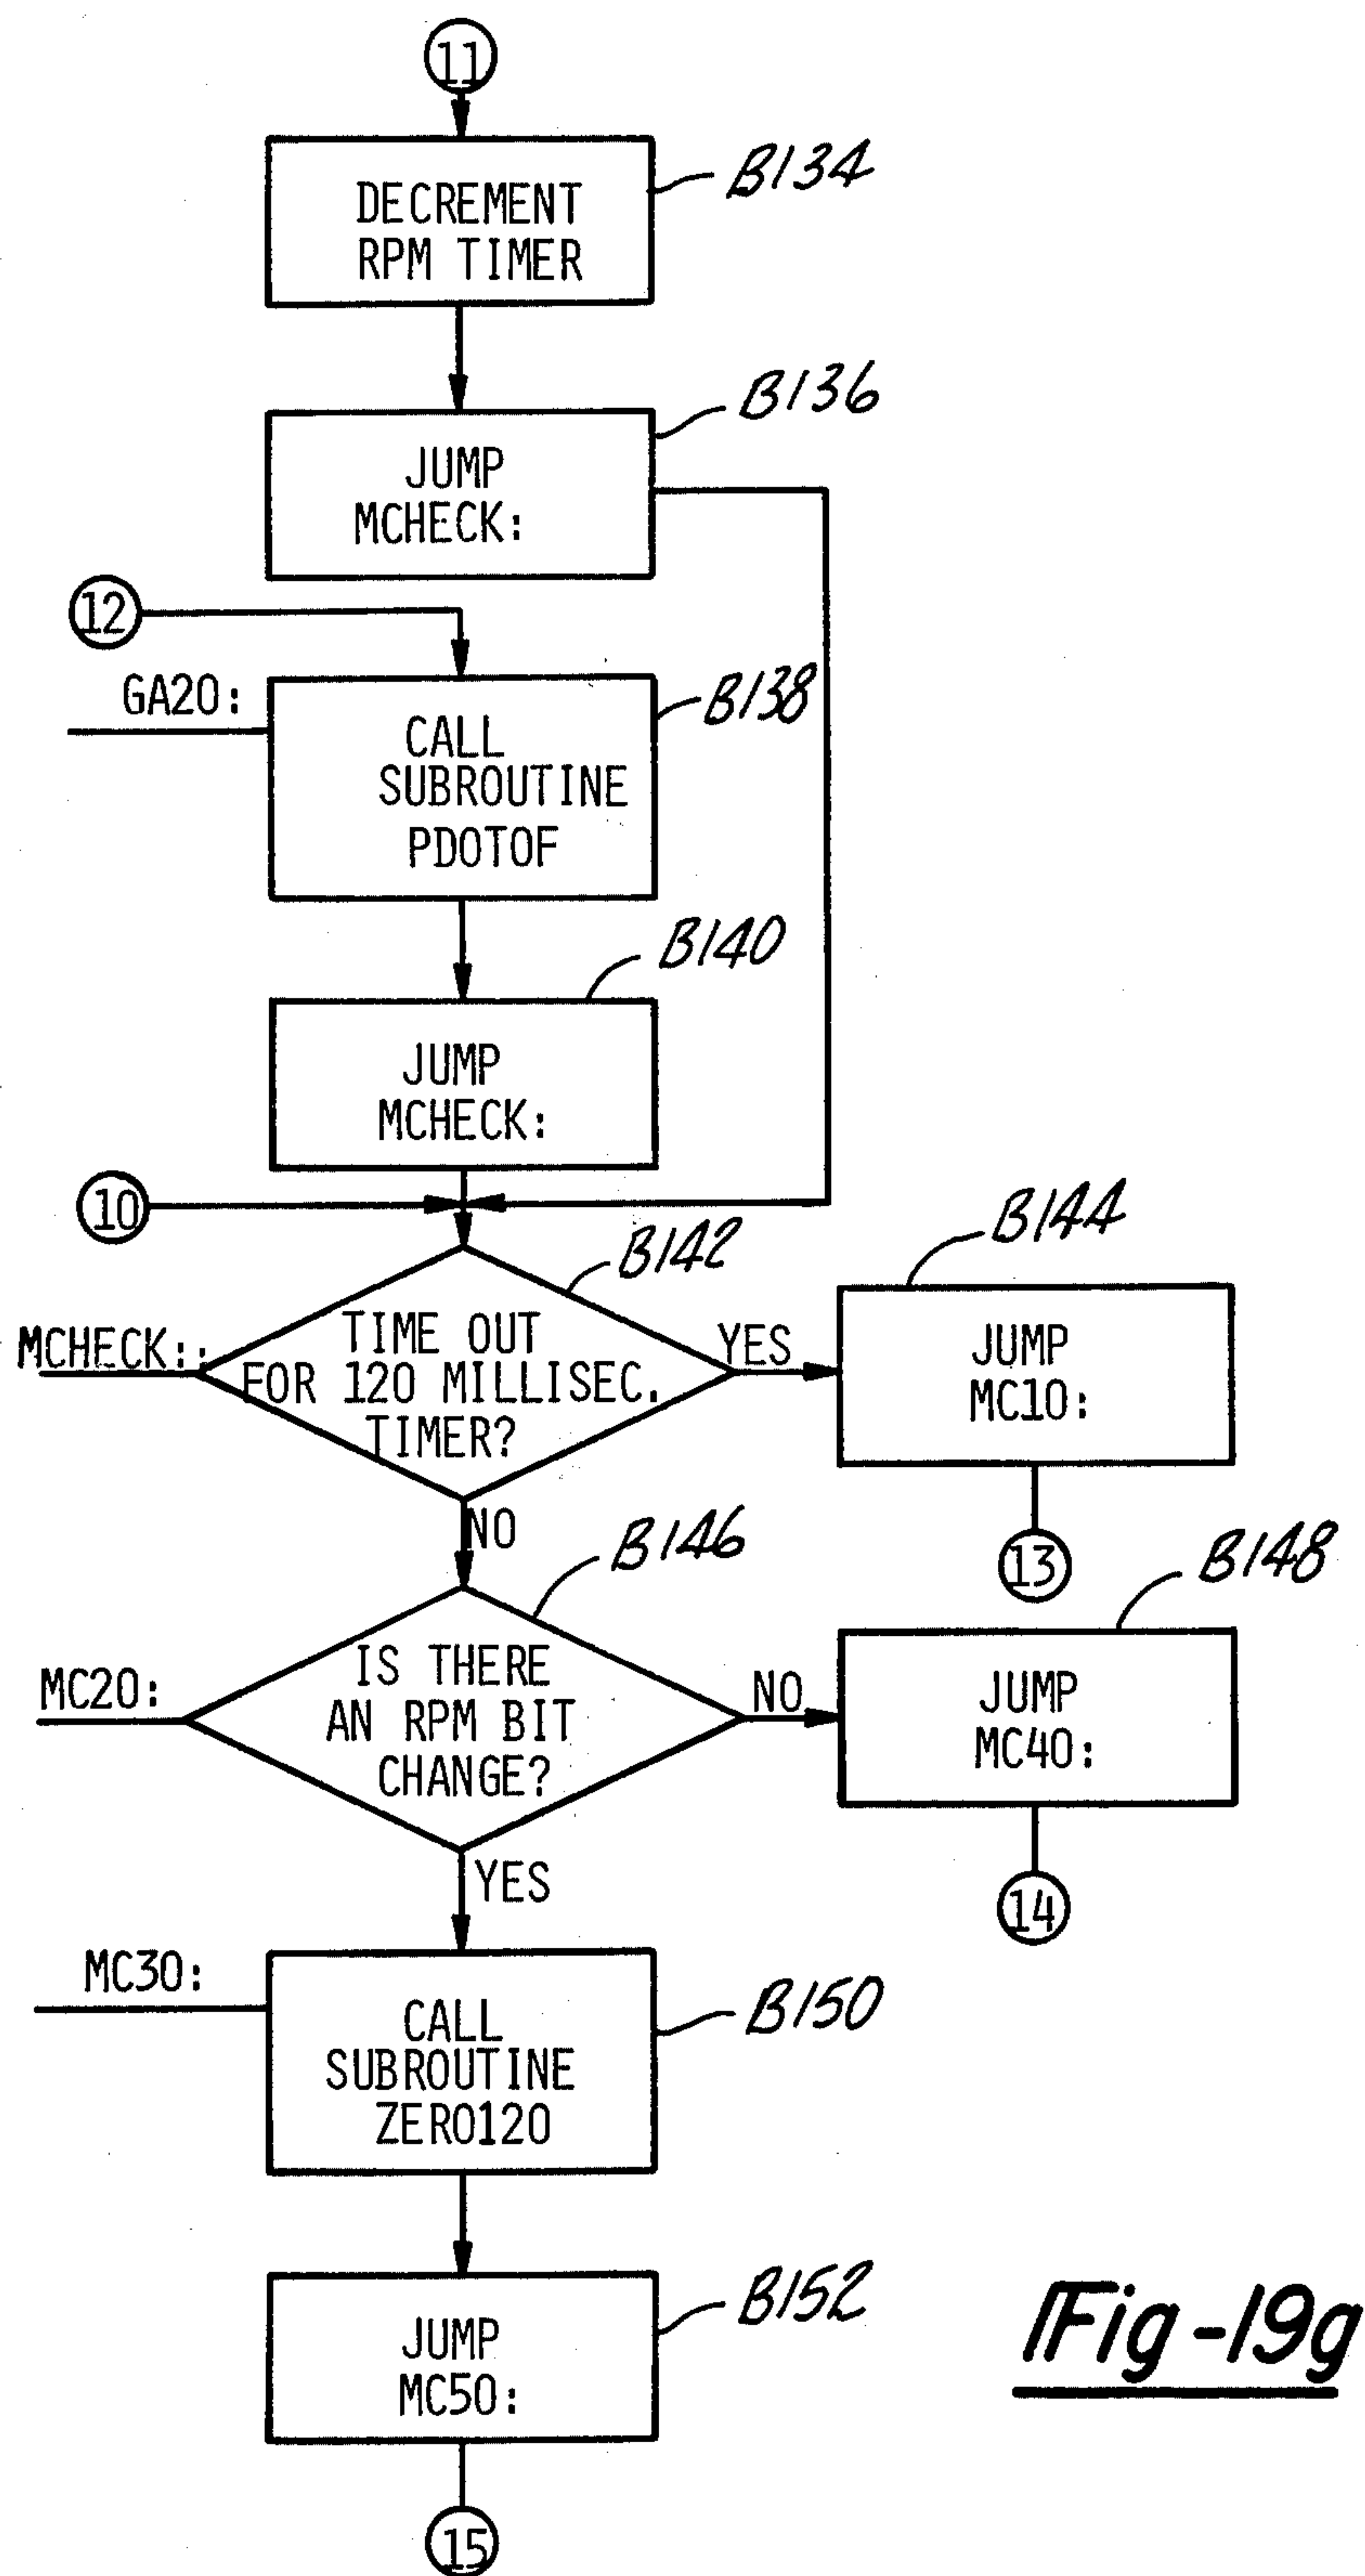 11
B134
DECREMENT
RPM TIMER
B136
JUMP
MCHECK:
12
GA20:
B138
CALL
SUBROUTINE
PDOTOF
B140
JUMP
MCHECK:
10
B142
B144
MCHECK:
TIME OUT
FOR 120 MILLISEC.
TIMER?
YES
JUMP
MC10:
NO
13
B146
B148
MC20:
IS THERE
AN RPM BIT
CHANGE?
NO
JUMP
MC40:
YES
14
MC30:
B150
CALL
SUBROUTINE
ZERO120
B152
JUMP
MC50:
15
Fig-19g